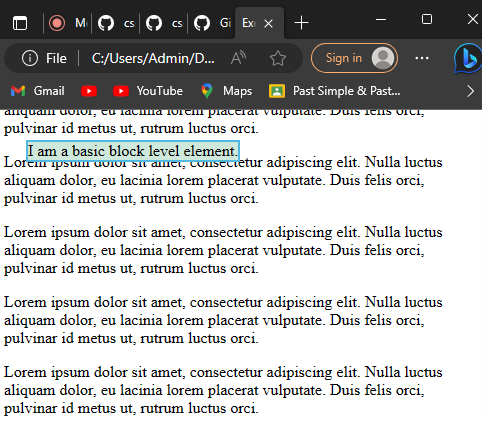 M
cs
cs
Gi
Exe
File
C:/Users/Admin/D...
Sign in
Gmail
YouTube
Maps
Past Simple & Past...
aliquam dolor, eu lacinia lorem placerat vulputate. Duis felis orci,
pulvinar id metus ut, rutrum luctus orci.
I am a basic block level element.
Lorem ipsum dolor sit amet, consectetur adipiscing elit. Nulla luctus
aliquam dolor, eu lacinia lorem placerat vulputate. Duis felis orci,
pulvinar id metus ut, rutrum luctus orci.
Lorem ipsum dolor sit amet, consectetur adipiscing elit. Nulla luctus
aliquam dolor, eu lacinia lorem placerat vulputate. Duis felis orci,
pulvinar id metus ut, rutrum luctus orci.
Lorem ipsum dolor sit amet, consectetur adipiscing elit. Nulla luctus
aliquam dolor, eu lacinia lorem placerat vulputate. Duis felis orci,
pulvinar id metus ut, rutrum luctus orci.
Lorem ipsum dolor sit amet, consectetur adipiscing elit. Nulla luctus
aliquam dolor, eu lacinia lorem placerat vulputate. Duis felis orci,
pulvinar id metus ut, rutrum luctus orci.